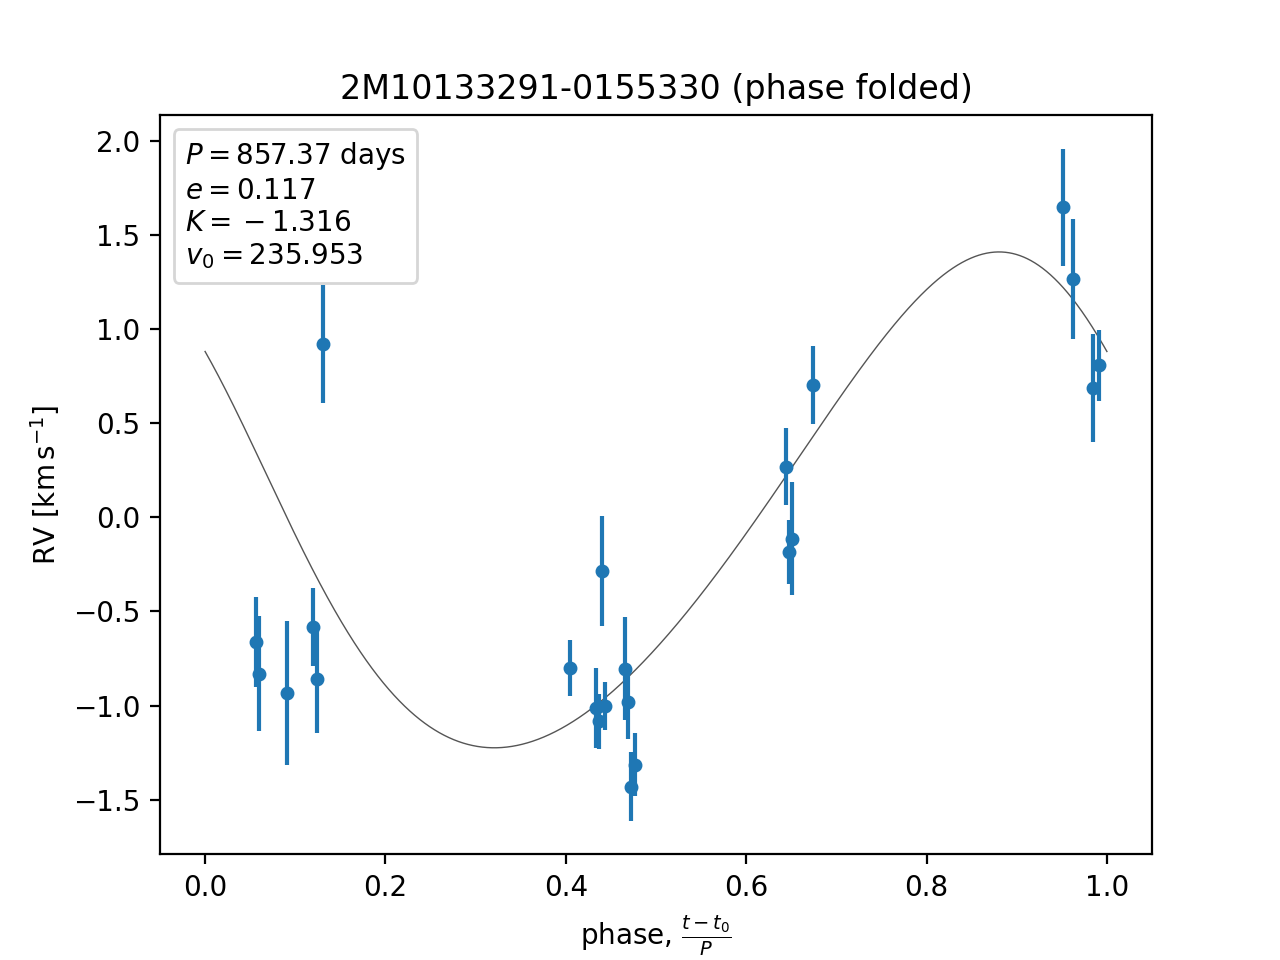 2M10133291-0155330 (phase folded)
P = 857.37 days
e = 0.117
K = −1.316
v₀ = 235.953
2.0
1.5
1.0
0.5
0.0
−0.5
−1.0
−1.5
RV [km s⁻¹]
0.0 0.2 0.4 0.6 0.8 1.0
phase, (t − t₀)/P